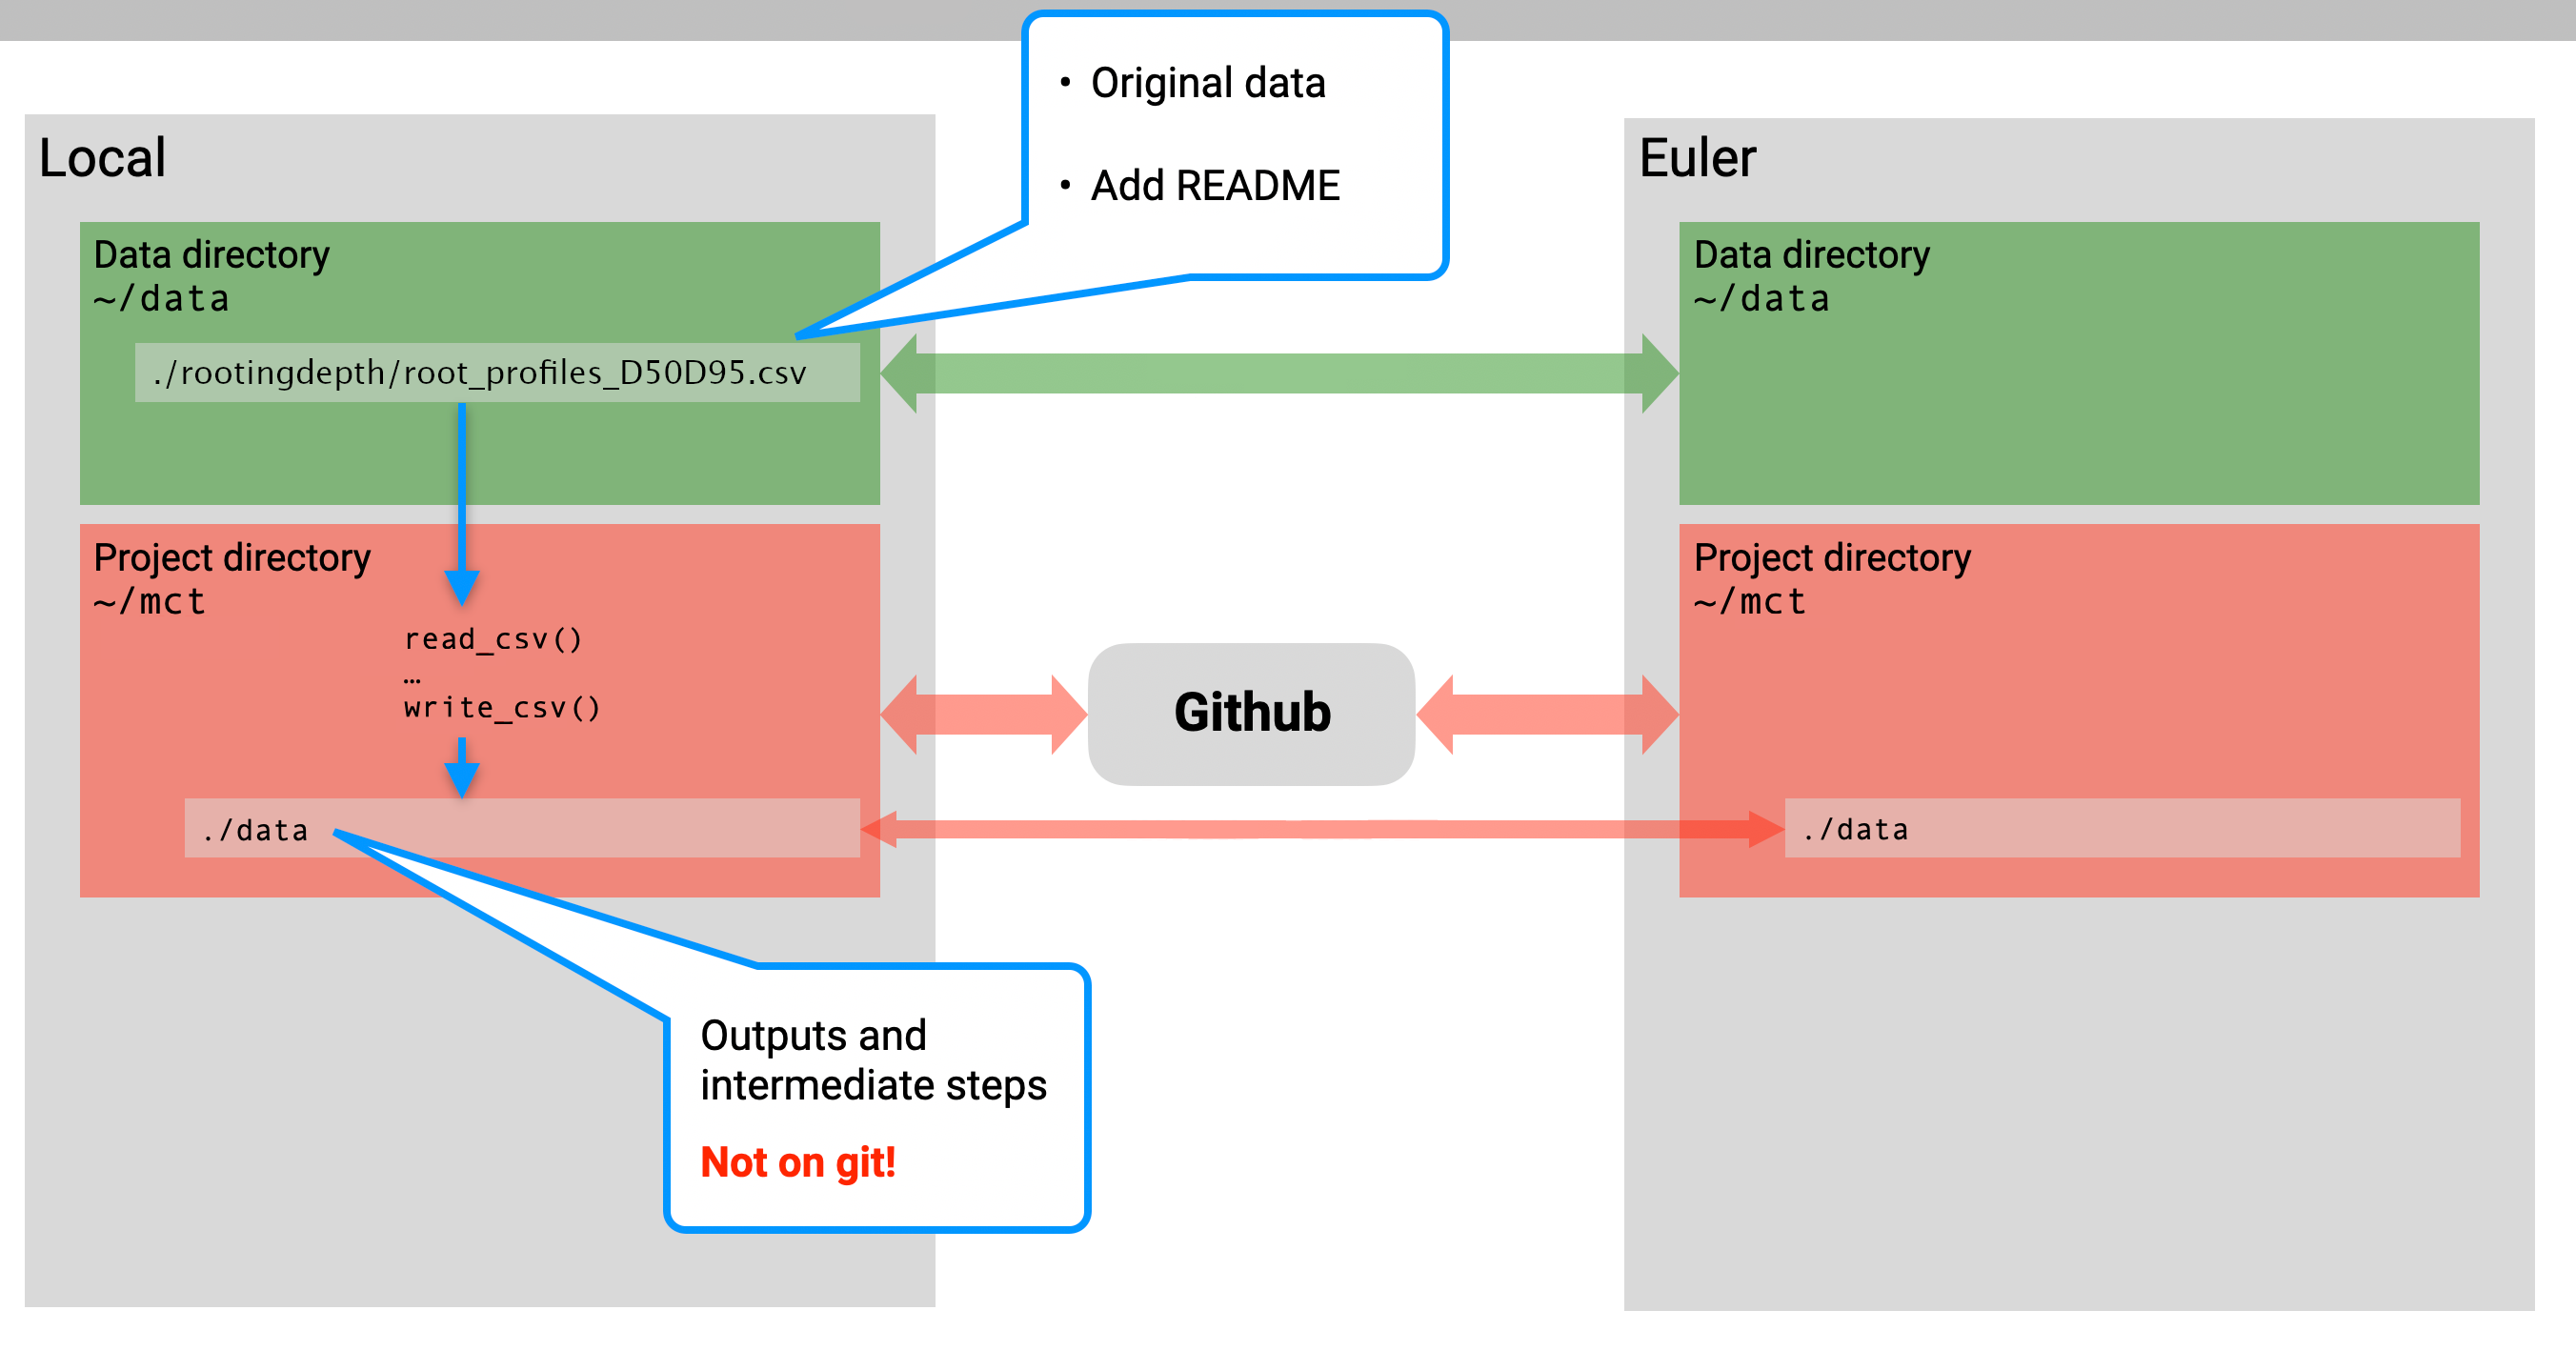 • Original data
• Add README
Local
Data directory
~/data
./rootingdepth/root_profiles_D50D95.csv
Project directory
~/mct
read_csv()
…
write_csv()
./data
Outputs and
intermediate steps
Not on git!
Github
Euler
Data directory
~/data
Project directory
~/mct
./data